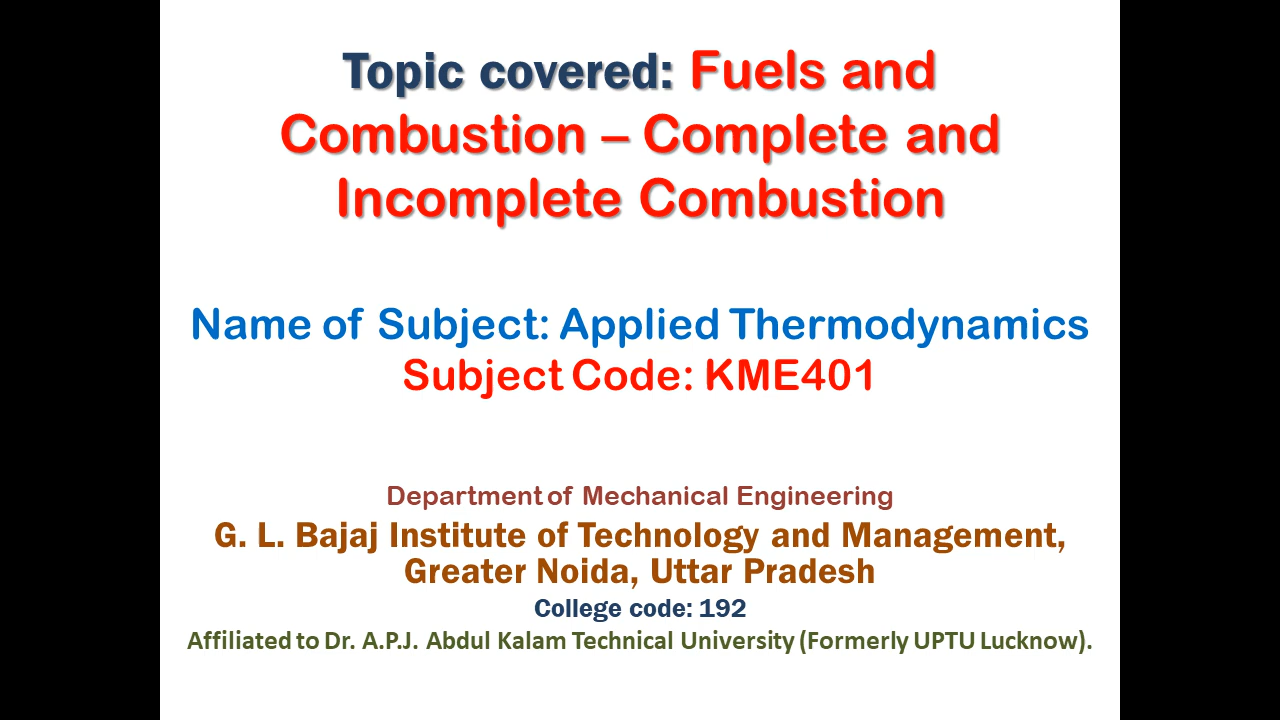 Topic covered: Fuels and
Combustion – Complete and
Incomplete Combustion
Name of Subject: Applied Thermodynamics
Subject Code: KME401
Department of Mechanical Engineering
G. L. Bajaj Institute of Technology and Management,
Greater Noida, Uttar Pradesh
College code: 192
Affiliated to Dr. A.P.J. Abdul Kalam Technical University (Formerly UPTU Lucknow).